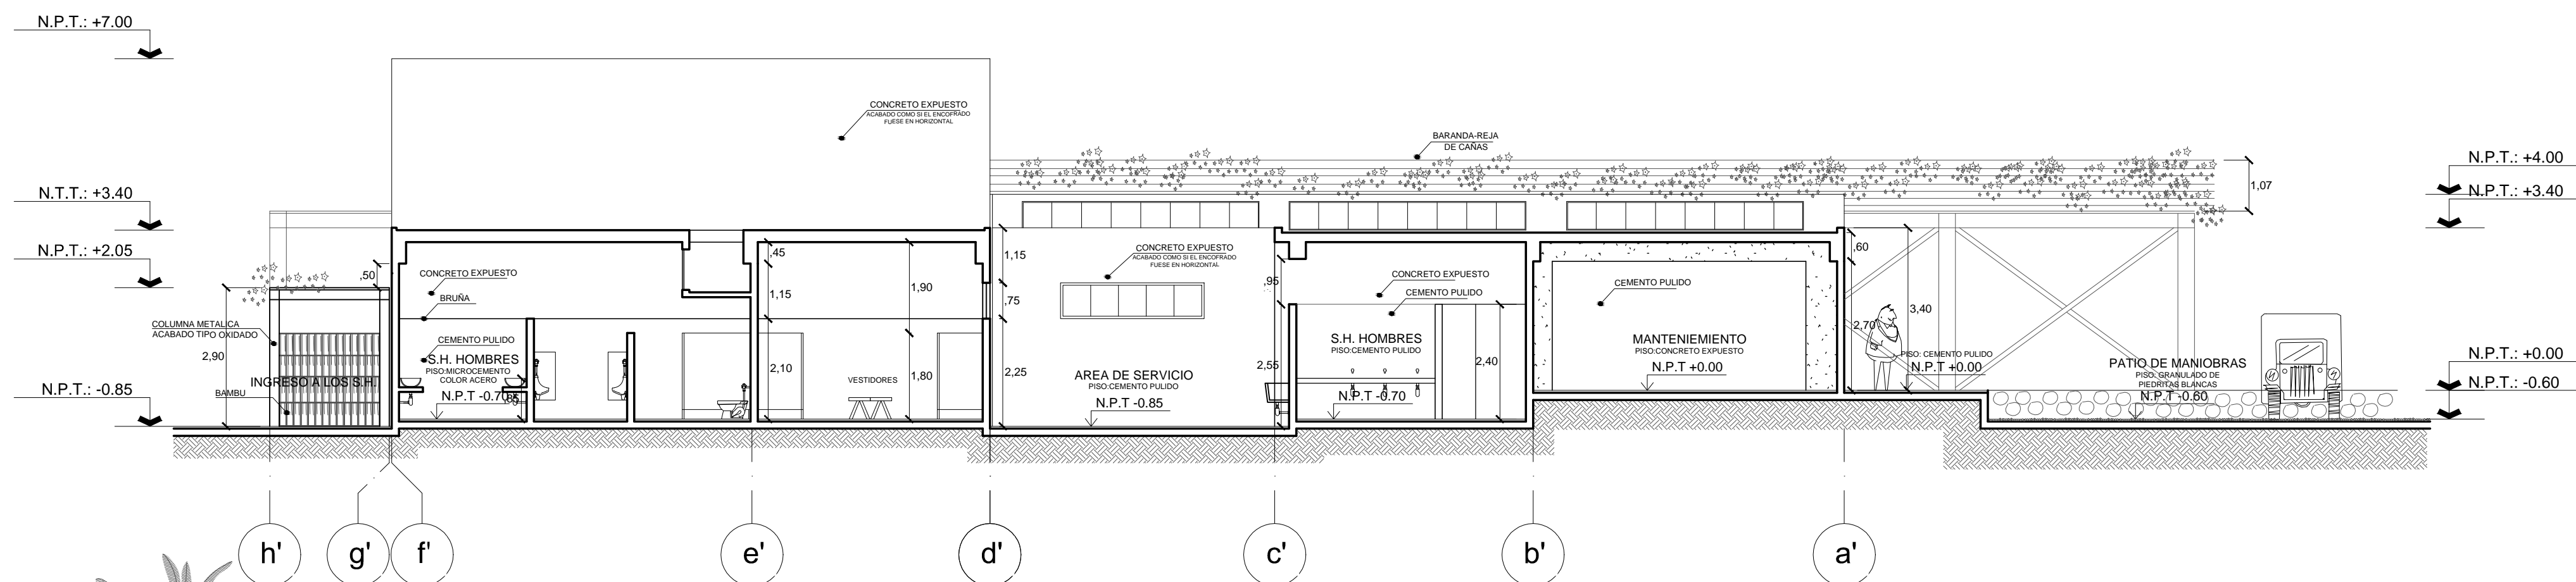 N.P.T.: +7.00
CONCRETO EXPUESTO
ACABADO COMO SI EL ENCOFRADO
FUESE EN HORIZONTAL
BARANDA-REJA
DE CAÑAS
N.P.T.: +4.00
N.T.T.: +3.40
N.P.T.: +3.40
1,07
N.P.T.: +2.05
,50
CONCRETO EXPUESTO
BRUÑA
,45
1,15
1,90
1,15
,75
CONCRETO EXPUESTO
ACABADO COMO SI EL ENCOFRADO
FUESE EN HORIZONTAL
,95
CONCRETO EXPUESTO
CEMENTO PULIDO
CEMENTO PULIDO
,60
3,40
2,70
COLUMNA METALICA
ACABADO TIPO OXIDADO
2,90
CEMENTO PULIDO
S.H. HOMBRES
PISO:MICROCEMENTO
COLOR ACERO
N.P.T -0.70
INGRESO A LOS S.H.
BAMBU
2,10
VESTIDORES
1,80
2,25
AREA DE SERVICIO
PISO:CEMENTO PULIDO
N.P.T -0.85
2,55
S.H. HOMBRES
PISO:CEMENTO PULIDO
2,40
N.P.T -0.70
MANTENIEMIENTO
PISO:CONCRETO EXPUESTO
N.P.T +0.00
PISO: CEMENTO PULIDO
N.P.T +0.00
PATIO DE MANIOBRAS
PISO: GRANULADO DE
PIEDRITAS BLANCAS
N.P.T -0.60
N.P.T.: +0.00
N.P.T.: -0.60
N.P.T.: -0.85
h'
g'
f'
e'
d'
c'
b'
a'